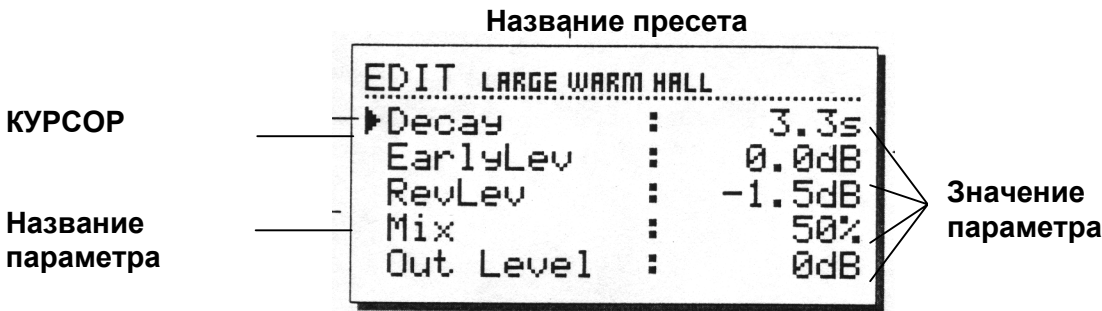 Название пресета
EDIT LARGE WARM HALL
КУРСОР
Decay : 3.3s
EarlyLev : 0.0dB
RevLev : -1.5dB
Mix : 50%
Out Level : 0dB
Название
параметра
Значение
параметра